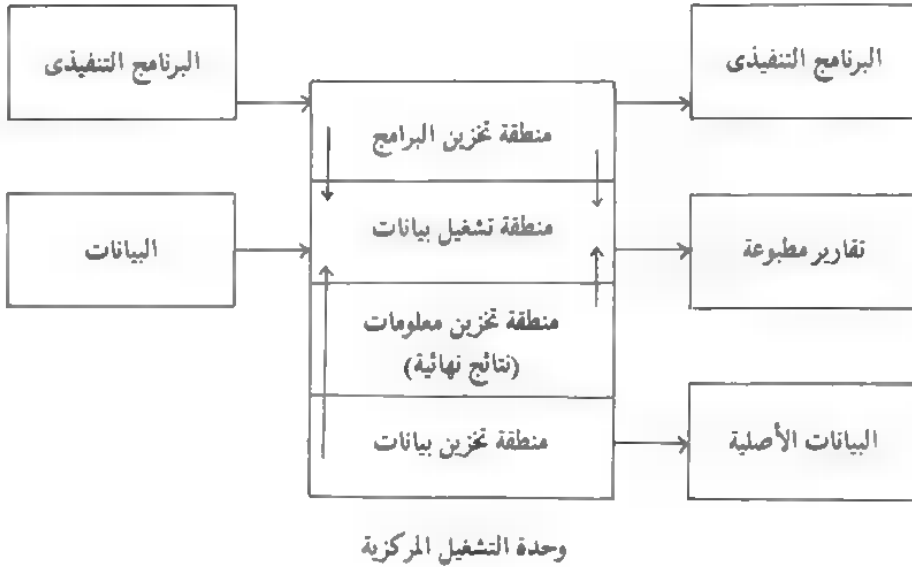 البرنامج التنفيذى
البرنامج التنفيذى
منطقة تخزين البرامج
البيانات
منطقة تشغيل بيانات
تقارير مطبوعة
منطقة تخزين معلومات
(نتائج نهائية)
منطقة تخزين بيانات
البيانات الأصلية
وحدة التشغيل المركزية